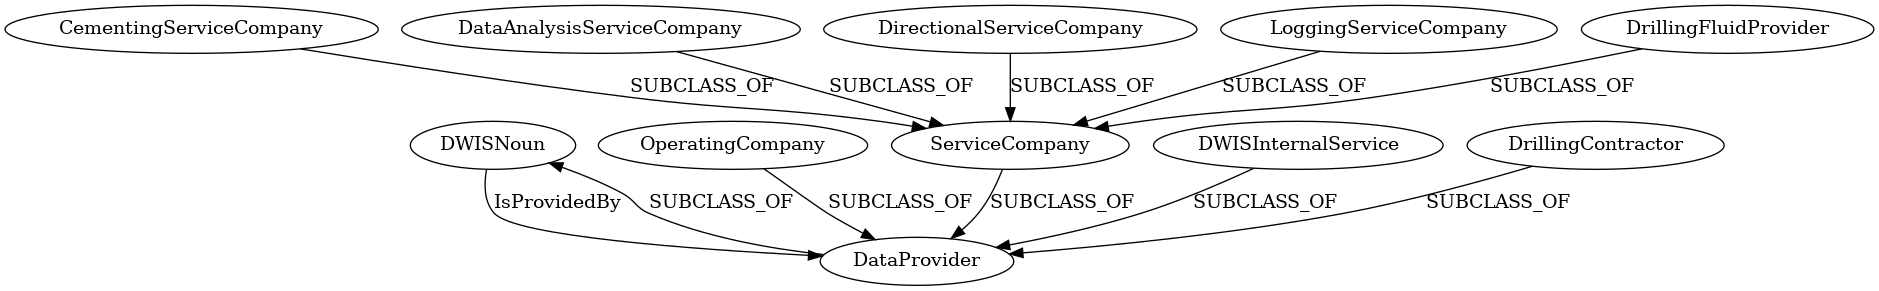 CementingServiceCompany
DataAnalysisServiceCompany
DirectionalServiceCompany
LoggingServiceCompany
DrillingFluidProvider
SUBCLASS_OF
SUBCLASS_OF
SUBCLASS_OF
SUBCLASS_OF
SUBCLASS_OF
DWISNoun
OperatingCompany
ServiceCompany
DWISInternalService
DrillingContractor
IsProvidedBy
SUBCLASS_OF
SUBCLASS_OF
SUBCLASS_OF
SUBCLASS_OF
SUBCLASS_OF
DataProvider